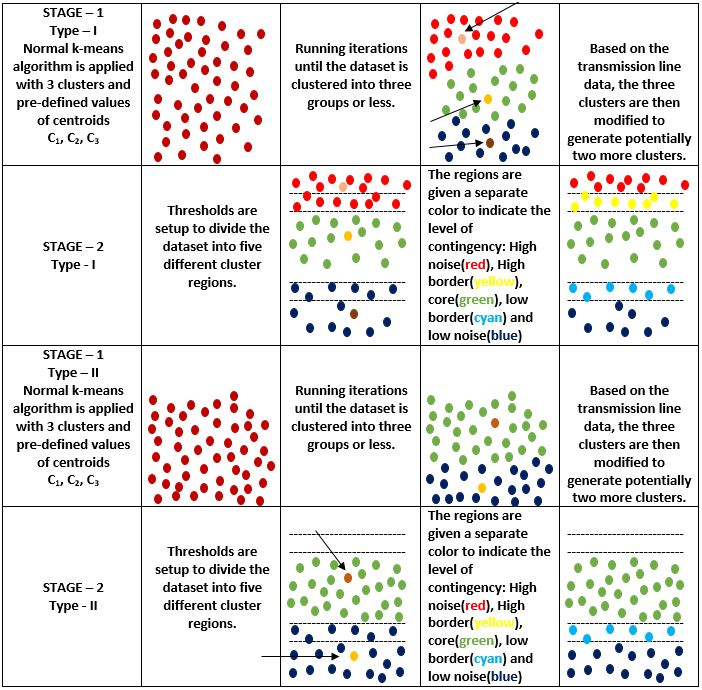 STAGE – 1
Type – I
Normal k-means
algorithm is applied
with 3 clusters and
pre-defined values
of centroids
C₁, C₂, C₃
Running iterations
until the dataset is
clustered into three
groups or less.
Based on the
transmission line
data, the three
clusters are then
modified to
generate potentially
two more clusters.
STAGE – 2
Type - I
Thresholds are
setup to divide the
dataset into five
different cluster
regions.
The regions are
given a separate
color to indicate the
level of
contingency: High
noise(red), High
border(yellow),
core(green), low
border(cyan) and
low noise(blue)
STAGE – 1
Type – II
Normal k-means
algorithm is applied
with 3 clusters and
pre-defined values
of centroids
C₁, C₂, C₃
Running iterations
until the dataset is
clustered into three
groups or less.
Based on the
transmission line
data, the three
clusters are then
modified to
generate potentially
two more clusters.
STAGE – 2
Type - II
Thresholds are
setup to divide the
dataset into five
different cluster
regions.
The regions are
given a separate
color to indicate the
level of
contingency: High
noise(red), High
border(yellow),
core(green), low
border(cyan) and
low noise(blue)